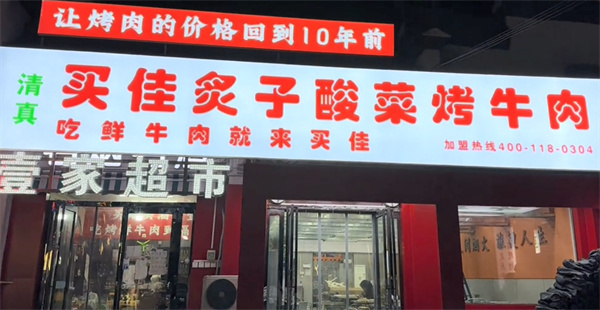 让烤肉的价格回到10年前
清真
买佳炙子酸菜烤牛肉
吃鲜牛肉就来买佳
加盟热线400-118-0304
壹蒙超市